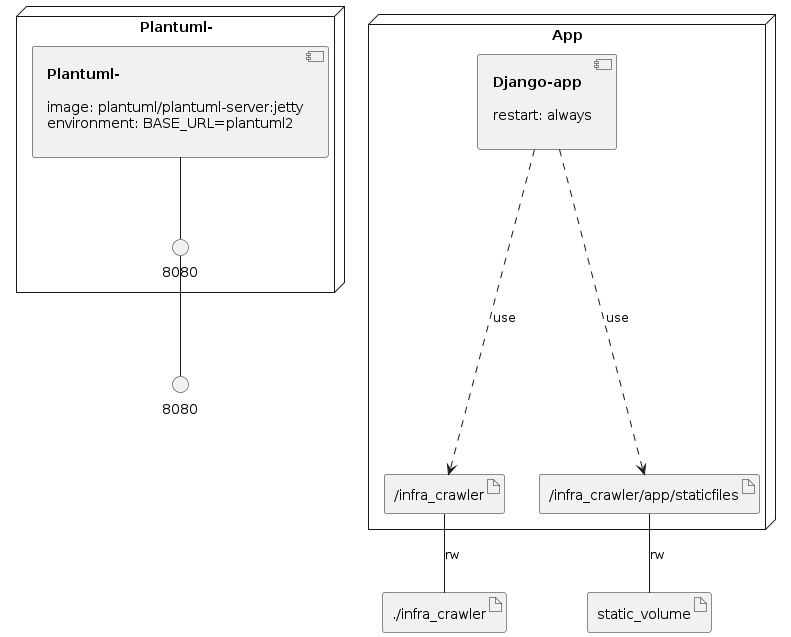 Plantuml-
Plantuml-
image: plantuml/plantuml-server:jetty
environment: BASE_URL=plantuml2
8080
8080
App
Django-app
restart: always
use
use
/infra_crawler
/infra_crawler/app/staticfiles
rw
rw
./infra_crawler
static_volume